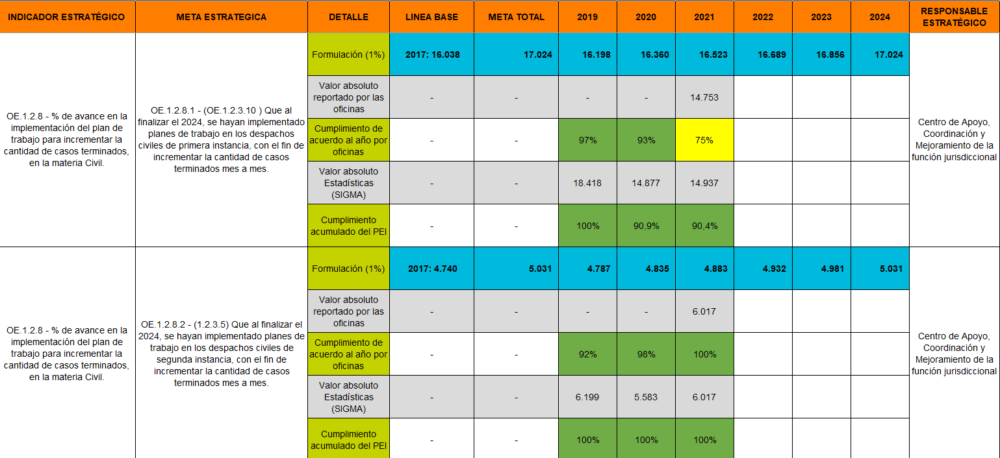 INDICADOR ESTRATÉGICO META ESTRATEGICA DETALLE LINEA BASE META TOTAL 2019 2020 2021 2022 2023 2024 RESPONSABLE ESTRATÉGICO
OE.1.2.8 - % de avance en la
implementación del plan de
trabajo para incrementar la
cantidad de casos terminados,
en la materia Civil.
OE.1.2.8.1 - (OE.1.2.3.10 ) Que al
finalizar el 2024, se hayan implementado
planes de trabajo en los despachos
civiles de primera instancia, con el fin de
incrementar la cantidad de casos
terminados mes a mes.
Formulación (1%) 2017: 16.038 17.024 16.198 16.360 16.523 16.689 16.856 17.024
Valor absoluto
reportado por las
oficinas
- - - - 14.753
Cumplimiento de
acuerdo al año por
oficinas
- - 97% 93% 75%
Valor absoluto
Estadísticas
(SIGMA)
- - 18.418 14.877 14.937
Cumplimiento
acumulado del PEI
- - 100% 90,9% 90,4%
Centro de Apoyo,
Coordinación y
Mejoramiento de la
función jurisdiccional
OE.1.2.8 - % de avance en la
implementación del plan de
trabajo para incrementar la
cantidad de casos terminados,
en la materia Civil.
OE.1.2.8.2 - (1.2.3.5) Que al finalizar el
2024, se hayan implementado planes de
trabajo en los despachos civiles de
segunda instancia, con el fin de
incrementar la cantidad de casos
terminados mes a mes.
Formulación (1%) 2017: 4.740 5.031 4.787 4.835 4.883 4.932 4.981 5.031
Valor absoluto
reportado por las
oficinas
- - - - 6.017
Cumplimiento de
acuerdo al año por
oficinas
- - 92% 98% 100%
Valor absoluto
Estadísticas
(SIGMA)
- - 6.199 5.583 6.017
Cumplimiento
acumulado del PEI
- - 100% 100% 100%
Centro de Apoyo,
Coordinación y
Mejoramiento de la
función jurisdiccional